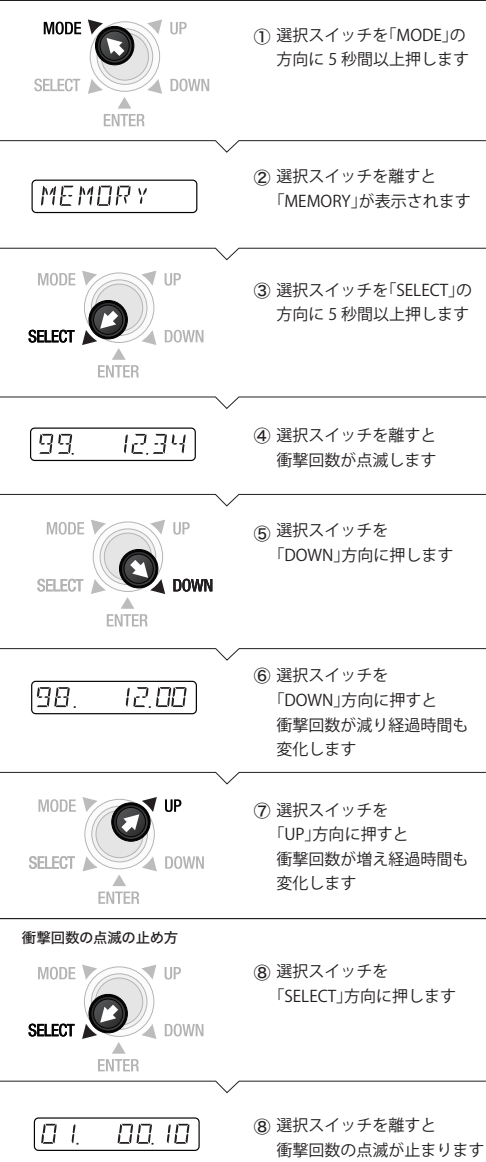 MODE
UP
SELECT
DOWN
ENTER
① 選択スイッチを「MODE」の
方向に 5 秒間以上押します
MEMORY
② 選択スイッチを離すと
「MEMORY」が表示されます
MODE
UP
SELECT
DOWN
ENTER
③ 選択スイッチを「SELECT」の
方向に 5 秒間以上押します
99. 12.34
④ 選択スイッチを離すと
衝撃回数が点滅します
MODE
UP
SELECT
DOWN
ENTER
⑤ 選択スイッチを
「DOWN」方向に押します
98. 12.00
⑥ 選択スイッチを
「DOWN」方向に押すと
衝撃回数が減り経過時間も
変化します
MODE
UP
SELECT
DOWN
ENTER
⑦ 選択スイッチを
「UP」方向に押すと
衝撃回数が増え経過時間も
変化します
衝撃回数の点滅の止め方
MODE
UP
SELECT
DOWN
ENTER
⑧ 選択スイッチを
「SELECT」方向に押します
01. 00.10
⑧ 選択スイッチを離すと
衝撃回数の点滅が止まります